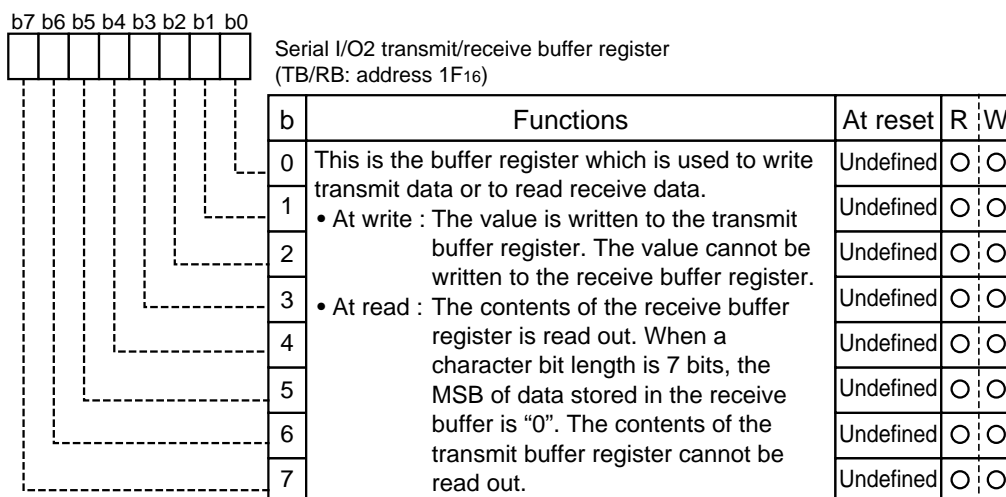 b7 b6 b5 b4 b3 b2 b1 b0
Serial I/O2 transmit/receive buffer register
(TB/RB: address 1F16)
b Functions At reset R W
0 This is the buffer register which is used to write Undefined ○ ○
transmit data or to read receive data.
1 • At write : The value is written to the transmit Undefined ○ ○
2 buffer register. The value cannot be Undefined ○ ○
written to the receive buffer register.
3 • At read : The contents of the receive buffer Undefined ○ ○
4 register is read out. When a Undefined ○ ○
character bit length is 7 bits, the
5 MSB of data stored in the receive Undefined ○ ○
6 buffer is “0”. The contents of the Undefined ○ ○
transmit buffer register cannot be
7 read out. Undefined ○ ○